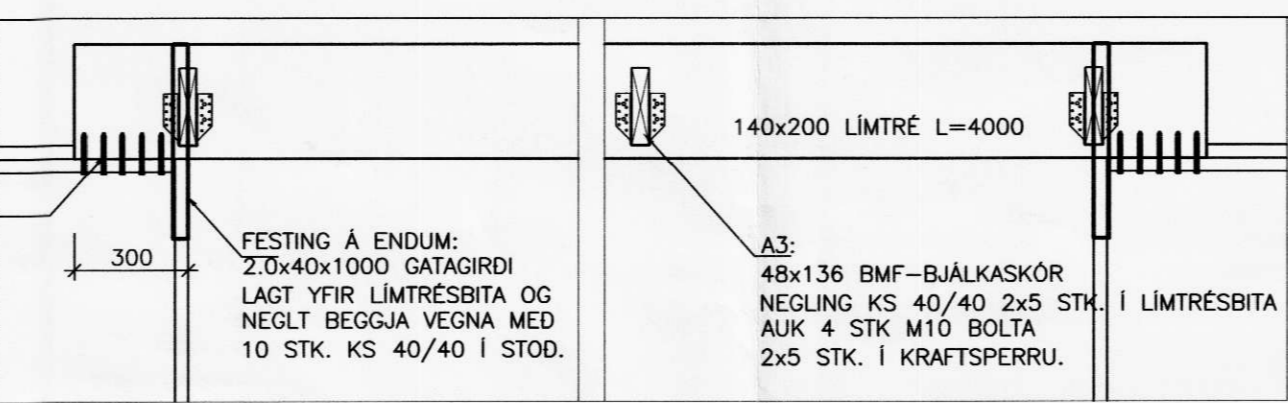 140x200 LÍMTRÉ L=4000
300
FESTING Á ENDUM:
2.0x40x1000 GATAGIRÐI
LAGT YFIR LÍMTRÉSBITA OG
NEGLT BEGGJA VEGNA MEÐ
10 STK. KS 40/40 Í STOÐ.
A3:
48x136 BMF-BJÁLKASKÓR
NEGLING KS 40/40 2x5 STK. Í LÍMTRÉSBITA
AUK 4 STK M10 BOLTA
2x5 STK. Í KRAFTSPERRU.